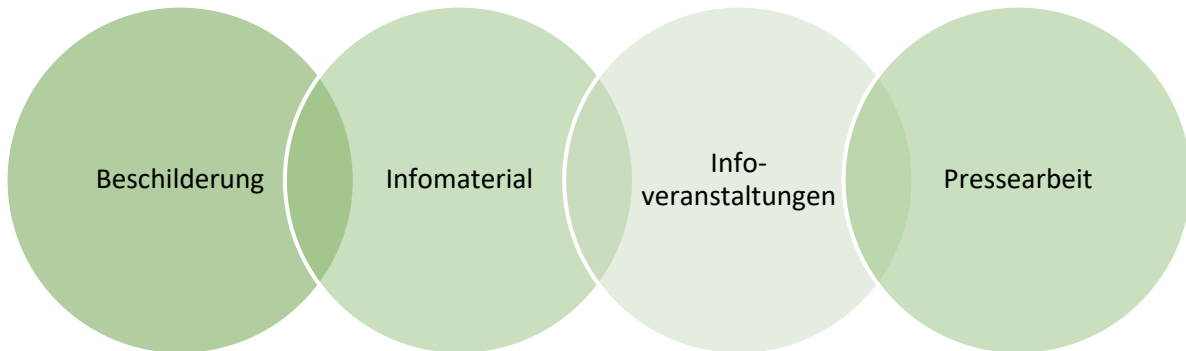 Beschilderung
Infomaterial
Info-
veranstaltungen
Pressearbeit